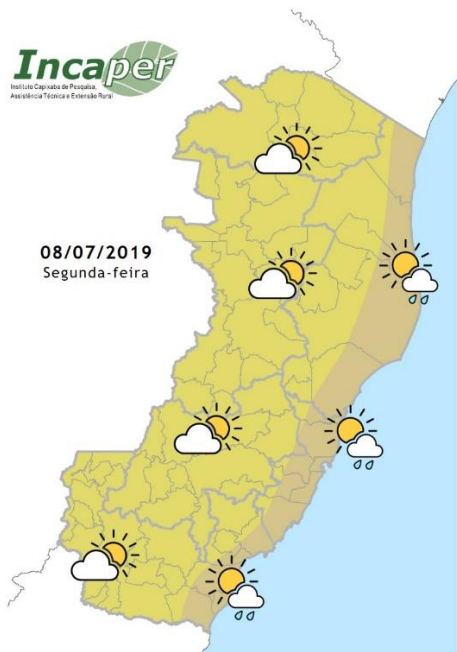 Incaper
Instituto Capixaba de Pesquisa,
Assistência Técnica e Extensão Rural
08/07/2019
Segunda-feira